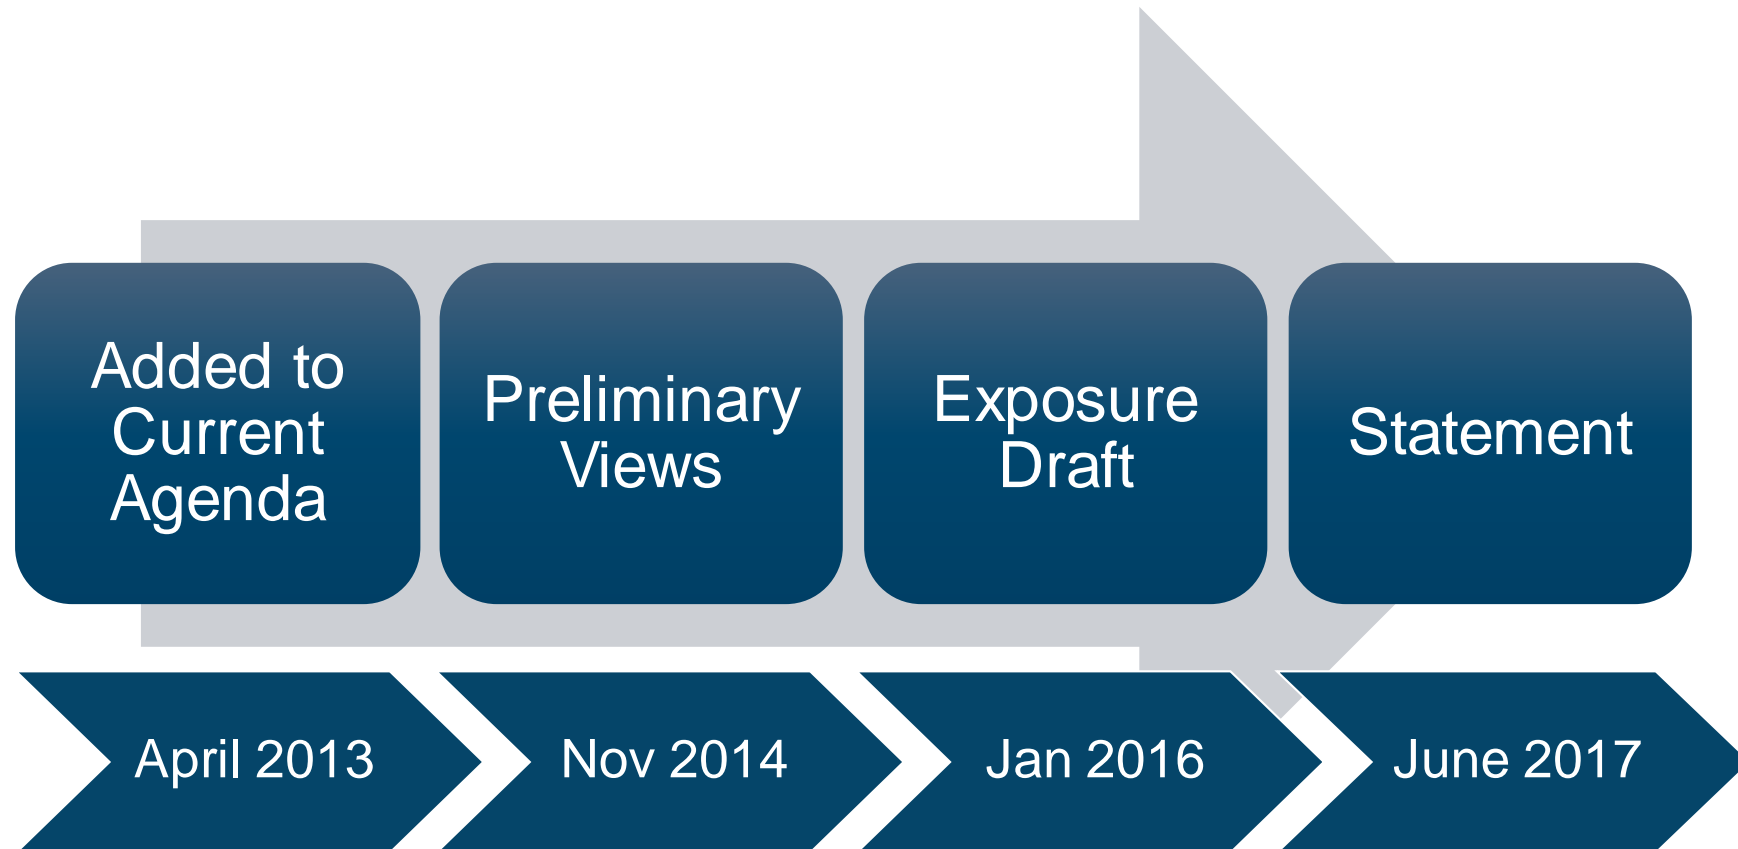 Added to
Current
Agenda
Preliminary
Views
Exposure
Draft
Statement
April 2013
Nov 2014
Jan 2016
June 2017